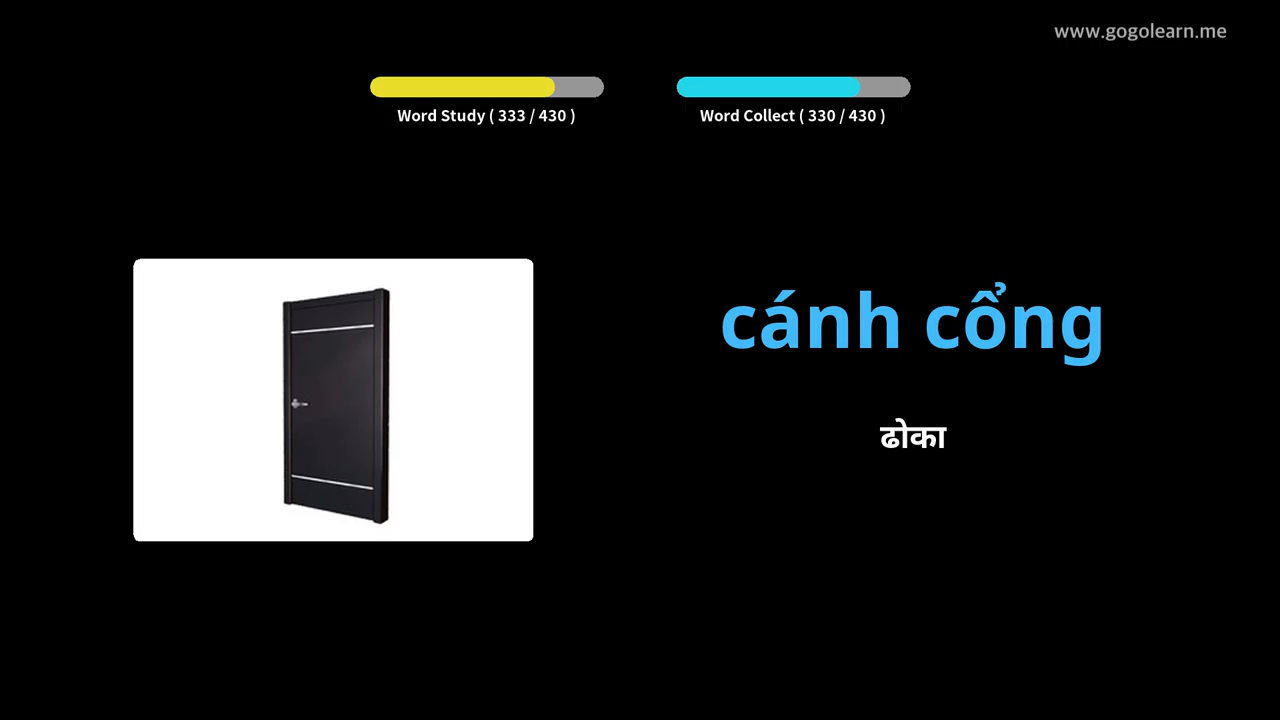 www.gogolearn.me
Word Study ( 333 / 430 )
Word Collect ( 330 / 430 )
cánh cổng
ढोका